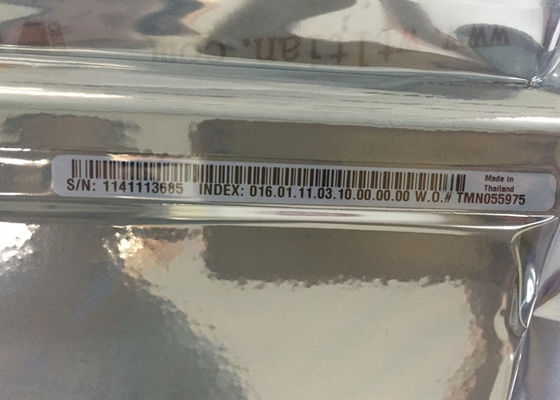 Made in
Thailand
S/N: 1141113685 INDEX: 016.01.11.03.10.00.00.00 W.O.# TMN055975